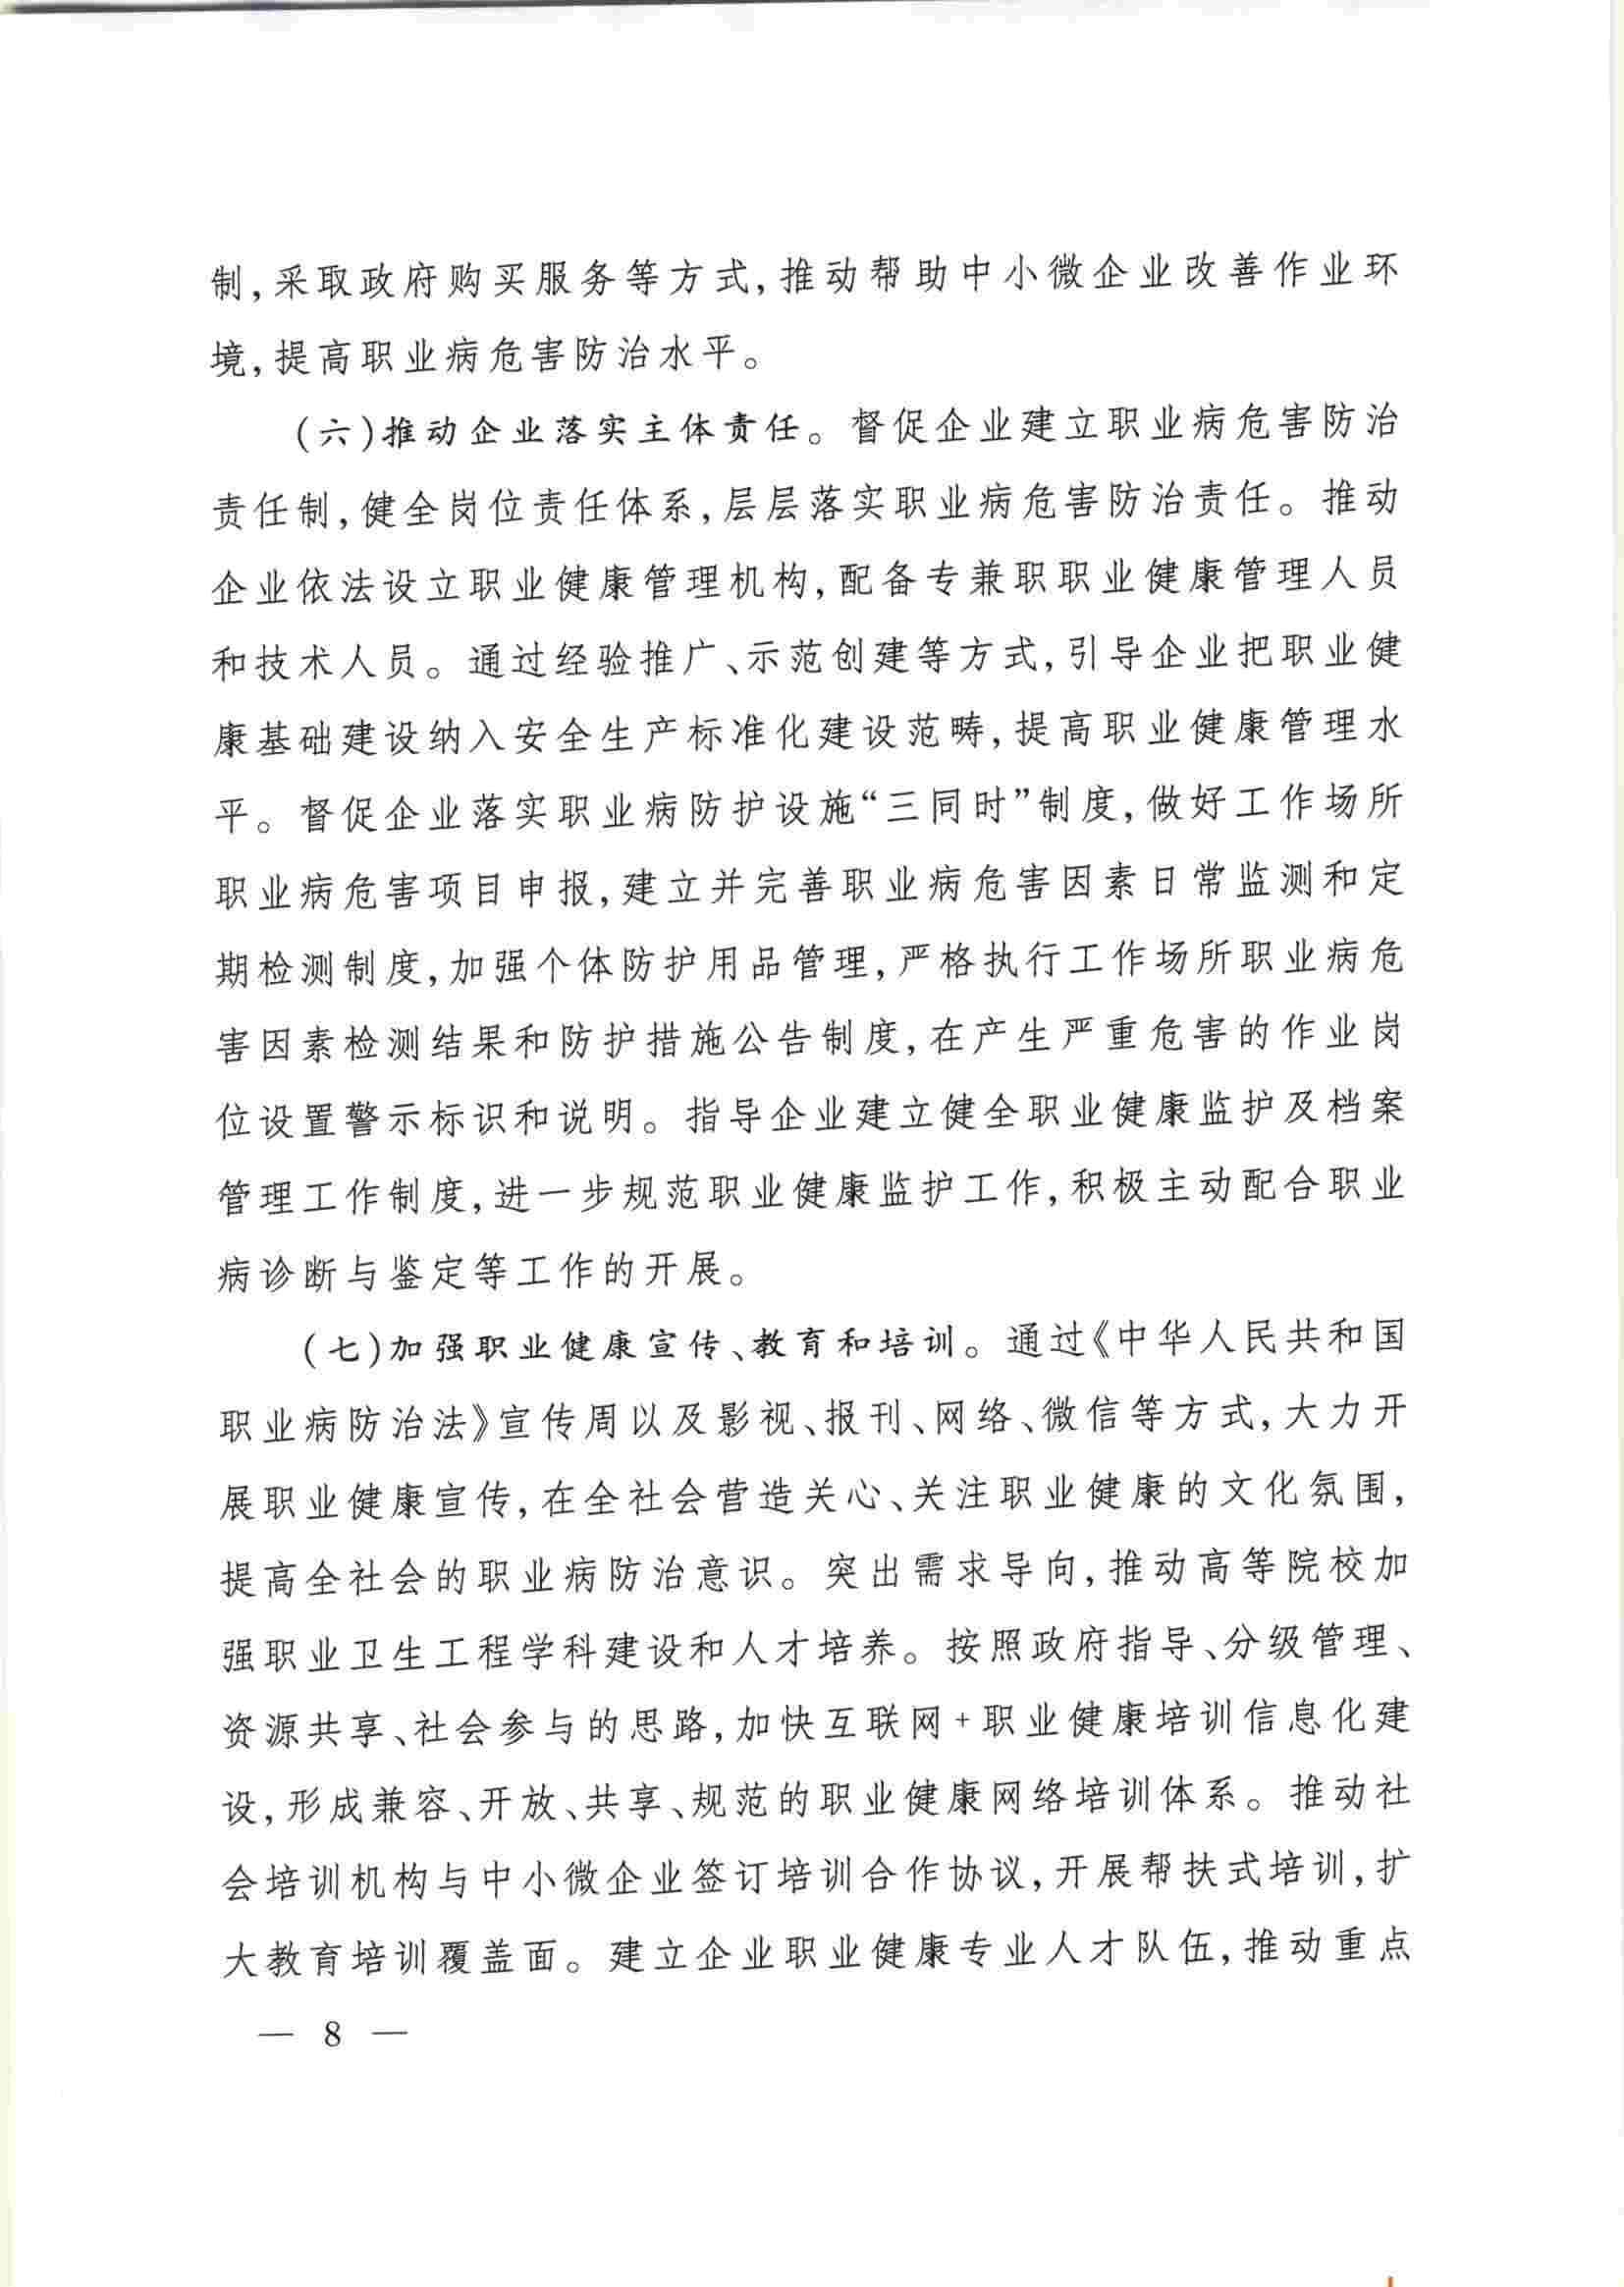 制,采取政府购买服务等方式,推动帮助中小微企业改善作业环
境,提高职业病危害防治水平。
(六)推动企业落实主体责任。督促企业建立职业病危害防治
责任制,健全岗位责任体系,层层落实职业病危害防治责任。推动
企业依法设立职业健康管理机构,配备专兼职职业健康管理人员
和技术人员。通过经验推广、示范创建等方式,引导企业把职业健
康基础建设纳入安全生产标准化建设范畴,提高职业健康管理水
平。督促企业落实职业病防护设施“三同时”制度,做好工作场所
职业病危害项目申报,建立并完善职业病危害因素日常监测和定
期检测制度,加强个体防护用品管理,严格执行工作场所职业病危
害因素检测结果和防护措施公告制度,在产生严重危害的作业岗
位设置警示标识和说明。指导企业建立健全职业健康监护及档案
管理工作制度,进一步规范职业健康监护工作,积极主动配合职业
病诊断与鉴定等工作的开展。
(七)加强职业健康宣传、教育和培训。通过《中华人民共和国
职业病防治法》宣传周以及影视、报刊、网络、微信等方式,大力开
展职业健康宣传,在全社会营造关心、关注职业健康的文化氛围,
提高全社会的职业病防治意识。突出需求导向,推动高等院校加
强职业卫生工程学科建设和人才培养。按照政府指导、分级管理、
资源共享、社会参与的思路,加快互联网+职业健康培训信息化建
设,形成兼容、开放、共享、规范的职业健康网络培训体系。推动社
会培训机构与中小微企业签订培训合作协议,开展帮扶式培训,扩
大教育培训覆盖面。建立企业职业健康专业人才队伍,推动重点
— 8 —